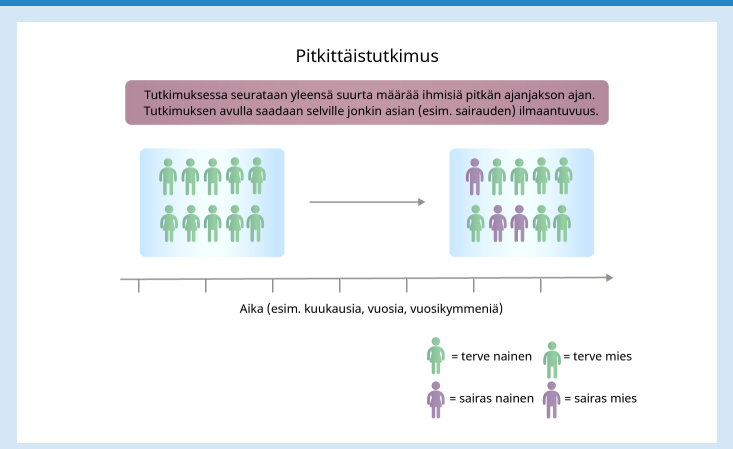 Pitkittäistutkimus
Tutkimuksessa seurataan yleensä suurta määrää ihmisiä pitkän ajanjakson ajan.
Tutkimuksen avulla saadaan selville jonkin asian (esim. sairauden) ilmaantuvuus.
Aika (esim. kuukausia, vuosia, vuosikymmeniä)
= terve nainen = terve mies
= sairas nainen = sairas mies